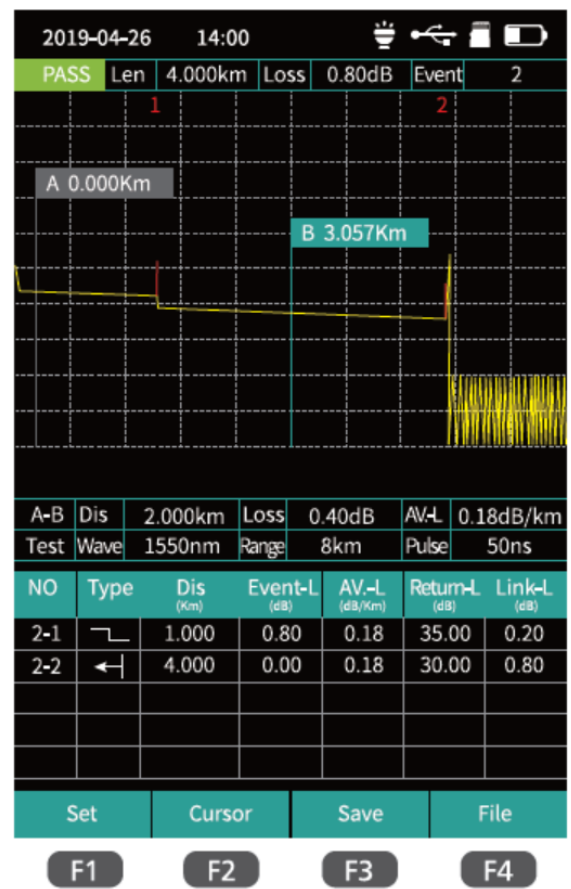 2019-04-26 14:00
PASS Len 4.000km Loss 0.80dB Event 2
1 2
A 0.000Km
B 3.057Km
A-B Dis 2.000km Loss 0.40dB AV.-L 0.18dB/km
Test Wave 1550nm Range 8km Pulse 50ns
NO Type Dis Event-L AV.-L Return-L Link-L
(Km) (dB) (dB/Km) (dB) (dB)
2-1 1.000 0.80 0.18 35.00 0.20
2-2 4.000 0.00 0.18 30.00 0.80
Set Cursor Save File
F1 F2 F3 F4